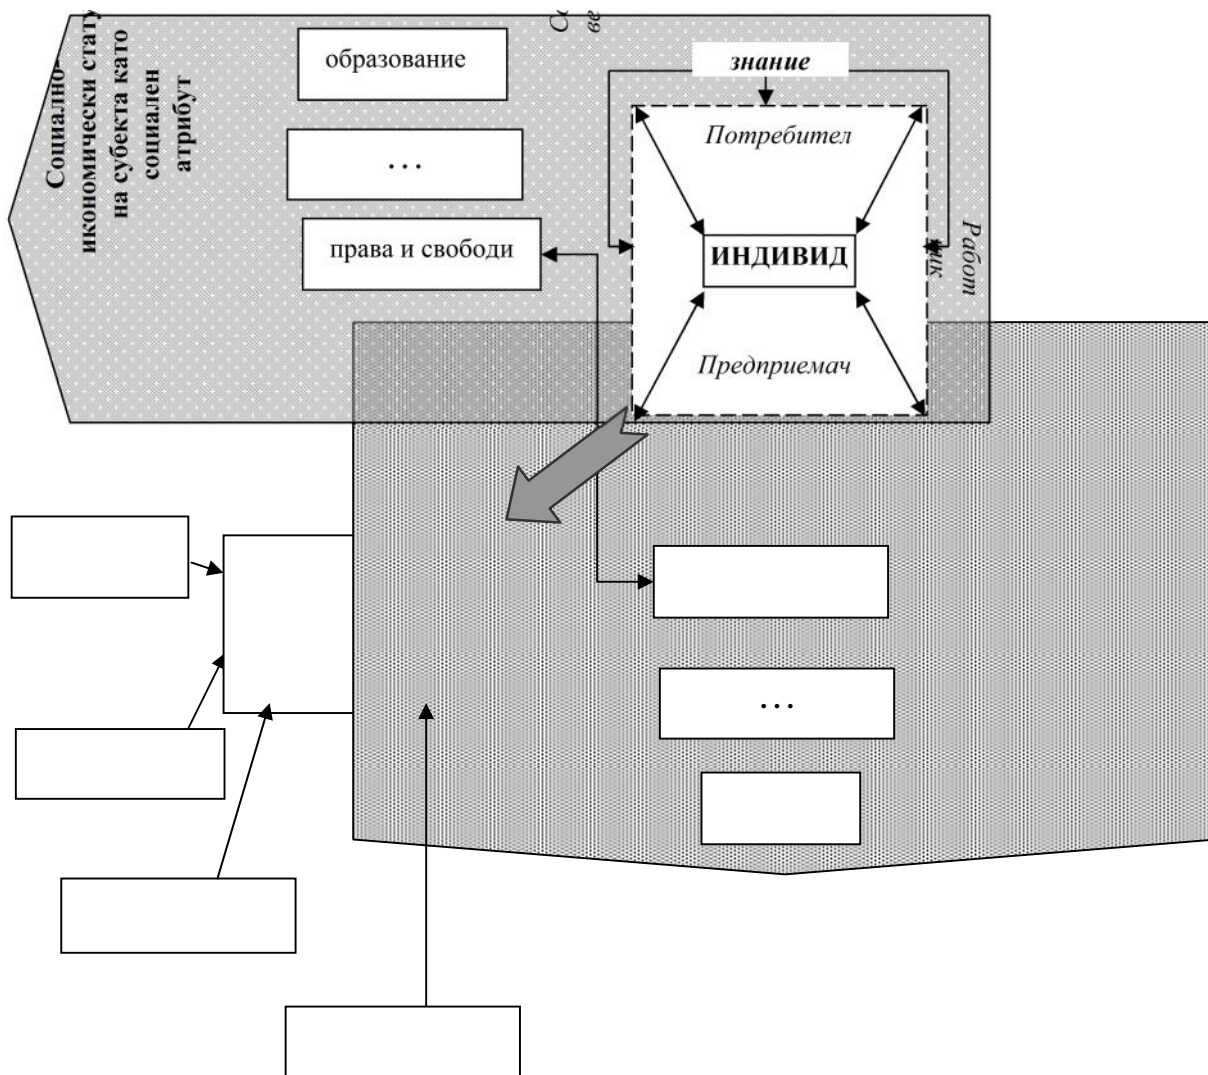 Социално-
икономически стату
на субекта като
социален
атрибут
образование
...
права и свободи
знание
Потребител
ИНДИВИД
Работ
ник
Предприемач
...